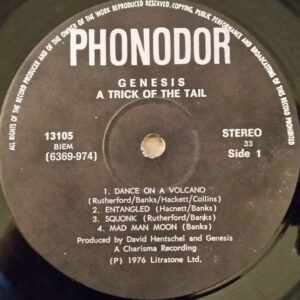 ALL RIGHTS OF THE RECORD PRODUCER AND OF THE OWNER OF THE RECORDED WORK RESERVED. COPYING, PUBLIC PERFORMANCE AND BROADCASTING OF THIS RECORD PROHIBITED
PHONODOR
GENESIS
A TRICK OF THE TAIL
13105
BIEM
(6369-974)
STEREO
33
Side 1
1. DANCE ON A VOLCANO
(Rutherford/Banks/Hackett/Collins)
2. ENTANGLED (Hacnett/Banks)
3. SQUONK (Rutherford/Banks)
4. MAD MAN MOON (Banks)
Produced by David Hentschel and Genesis
A Charisma Recording
(P) 1976 Litratone Ltd.